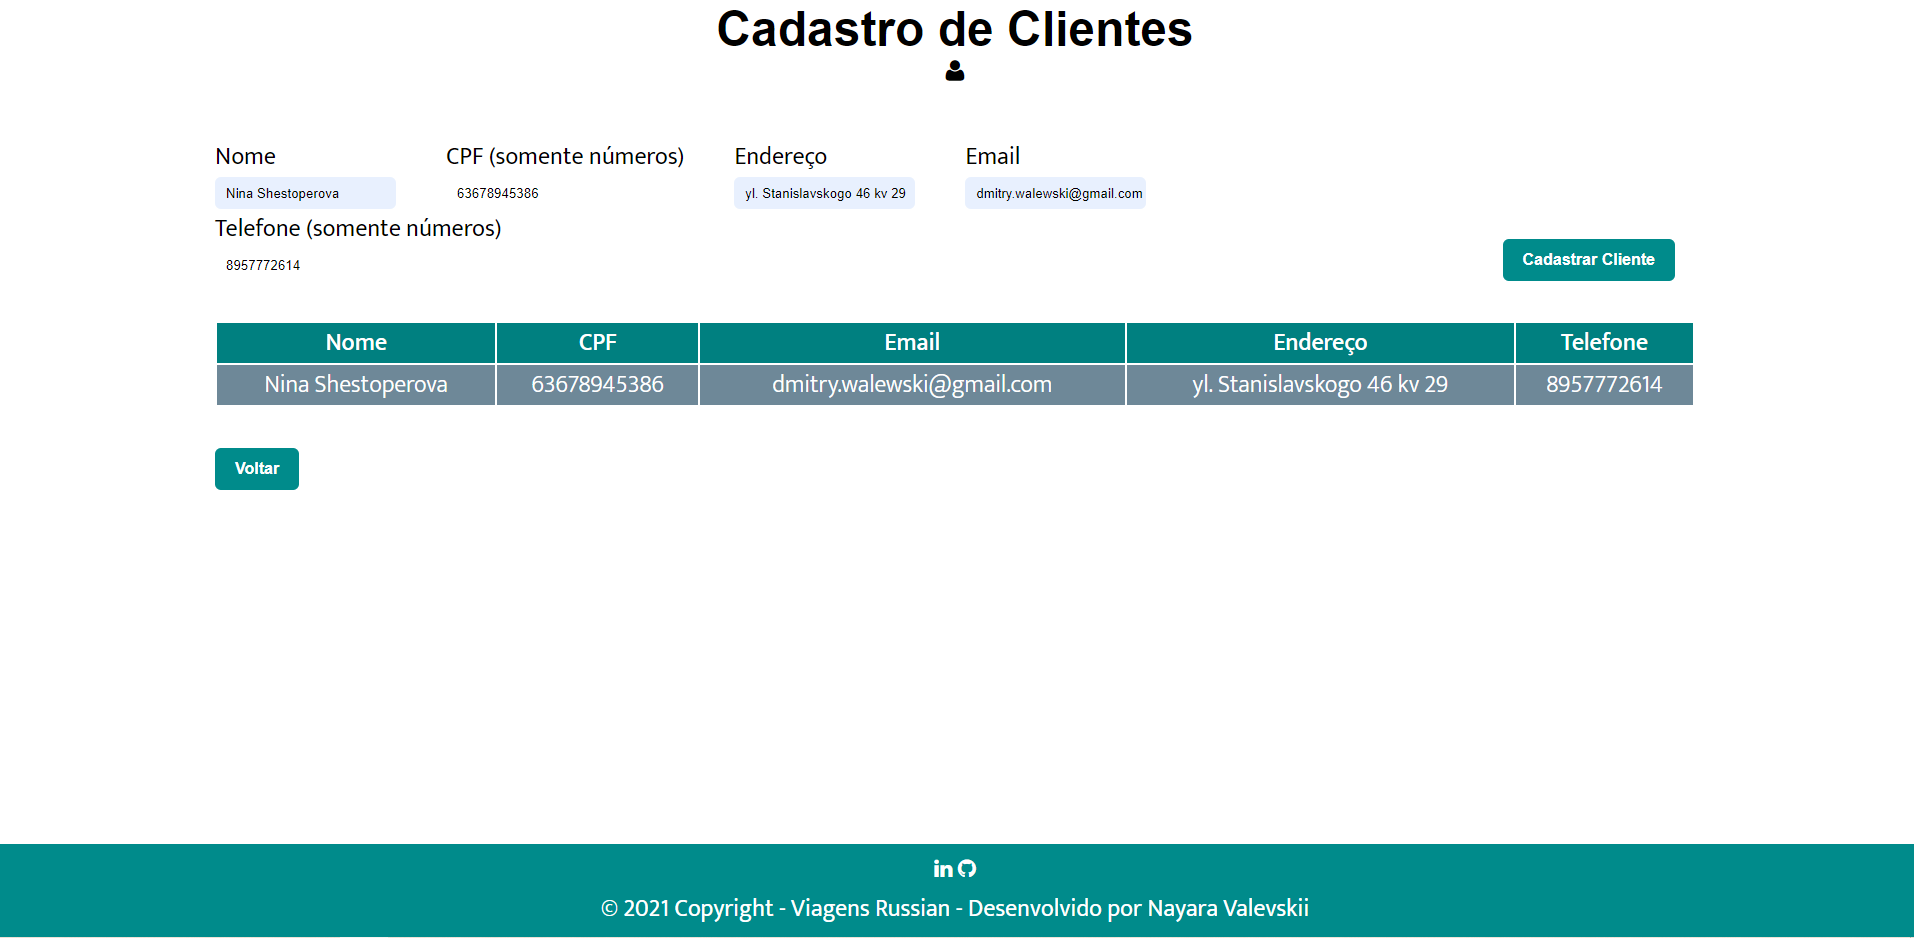 Cadastro de Clientes
Nome CPF (somente números) Endereço Email
Nina Shestoperova 63678945386 yl. Stanislavskogo 46 kv 29 dmitry.walewski@gmail.com
Telefone (somente números)
8957772614 Cadastrar Cliente
Nome CPF Email Endereço Telefone
Nina Shestoperova 63678945386 dmitry.walewski@gmail.com yl. Stanislavskogo 46 kv 29 8957772614
Voltar
in
© 2021 Copyright - Viagens Russian - Desenvolvido por Nayara Valevskii